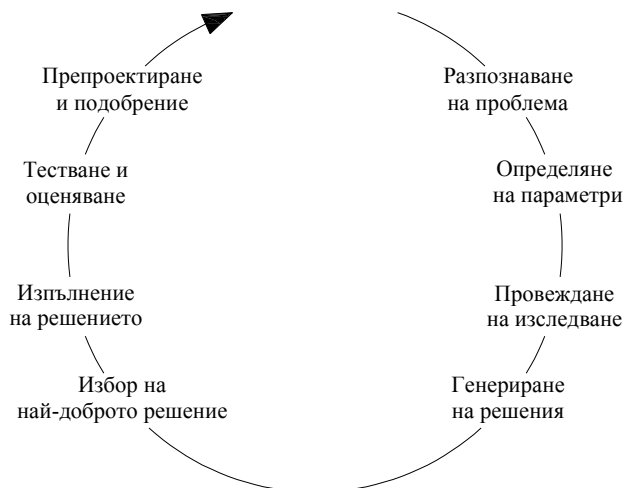 Разпознаване
на проблема
Определяне
на параметри
Провеждане
на изследване
Генериране
на решения
Избор на
най-доброто решение
Изпълнение
на решението
Тестване и
оценяване
Препроектиране
и подобрение